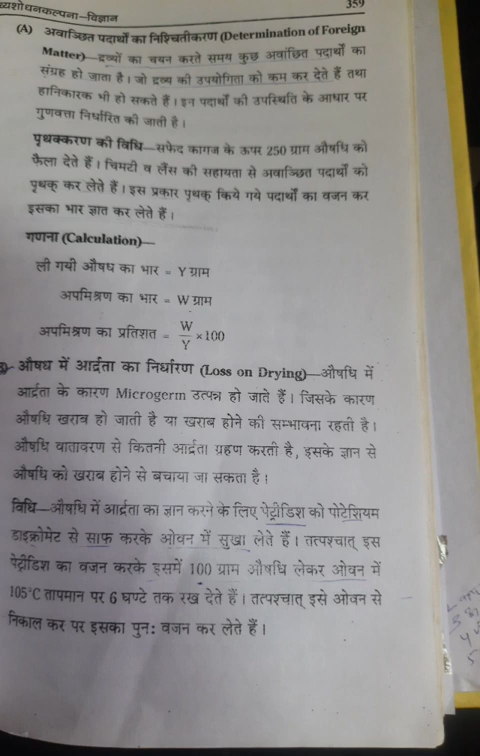 व्यशोधनकल्पना–विज्ञान
359
(A) अवाञ्छित पदार्थों का निश्चितीकरण (Determination of Foreign
Matter)—द्रव्यों का चयन करते समय कुछ अवांछित पदार्थों का
संग्रह हो जाता है। जो द्रव्य की उपयोगिता को कम कर देते हैं तथा
हानिकारक भी हो सकते हैं। इन पदार्थों की उपस्थिति के आधार पर
गुणवत्ता निर्धारित की जाती है।
पृथक्करण की विधि—सफेद कागज के ऊपर 250 ग्राम औषधि को
फैला देते हैं। चिमटी व लैंस की सहायता से अवाञ्छित पदार्थों को
पृथक् कर लेते हैं। इस प्रकार पृथक् किये गये पदार्थों का वजन कर
इसका भार ज्ञात कर लेते हैं।
गणना (Calculation)—
ली गयी औषध का भार = Y ग्राम
अपमिश्रण का भार = W ग्राम
अपमिश्रण का प्रतिशत = W/Y ×100
औषध में आर्द्रता का निर्धारण (Loss on Drying)—औषधि में
आर्द्रता के कारण Microgerm उत्पन्न हो जाते हैं। जिसके कारण
औषधि खराब हो जाती है या खराब होने की सम्भावना रहती है।
औषधि वातावरण से कितनी आर्द्रता ग्रहण करती है, इसके ज्ञान से
औषधि को खराब होने से बचाया जा सकता है।
विधि—औषधि में आर्द्रता का ज्ञान करने के लिए पेट्रीडिश को पोटेशियम
डाइक्रोमेट से साफ करके ओवन में सुखा लेते हैं। तत्पश्चात् इस
पेट्रीडिश का वजन करके इसमें 100 ग्राम औषधि लेकर ओवन में
105°C तापमान पर 6 घण्टे तक रख देते हैं। तत्पश्चात् इसे ओवन से
निकाल कर पर इसका पुनः वजन कर लेते हैं।